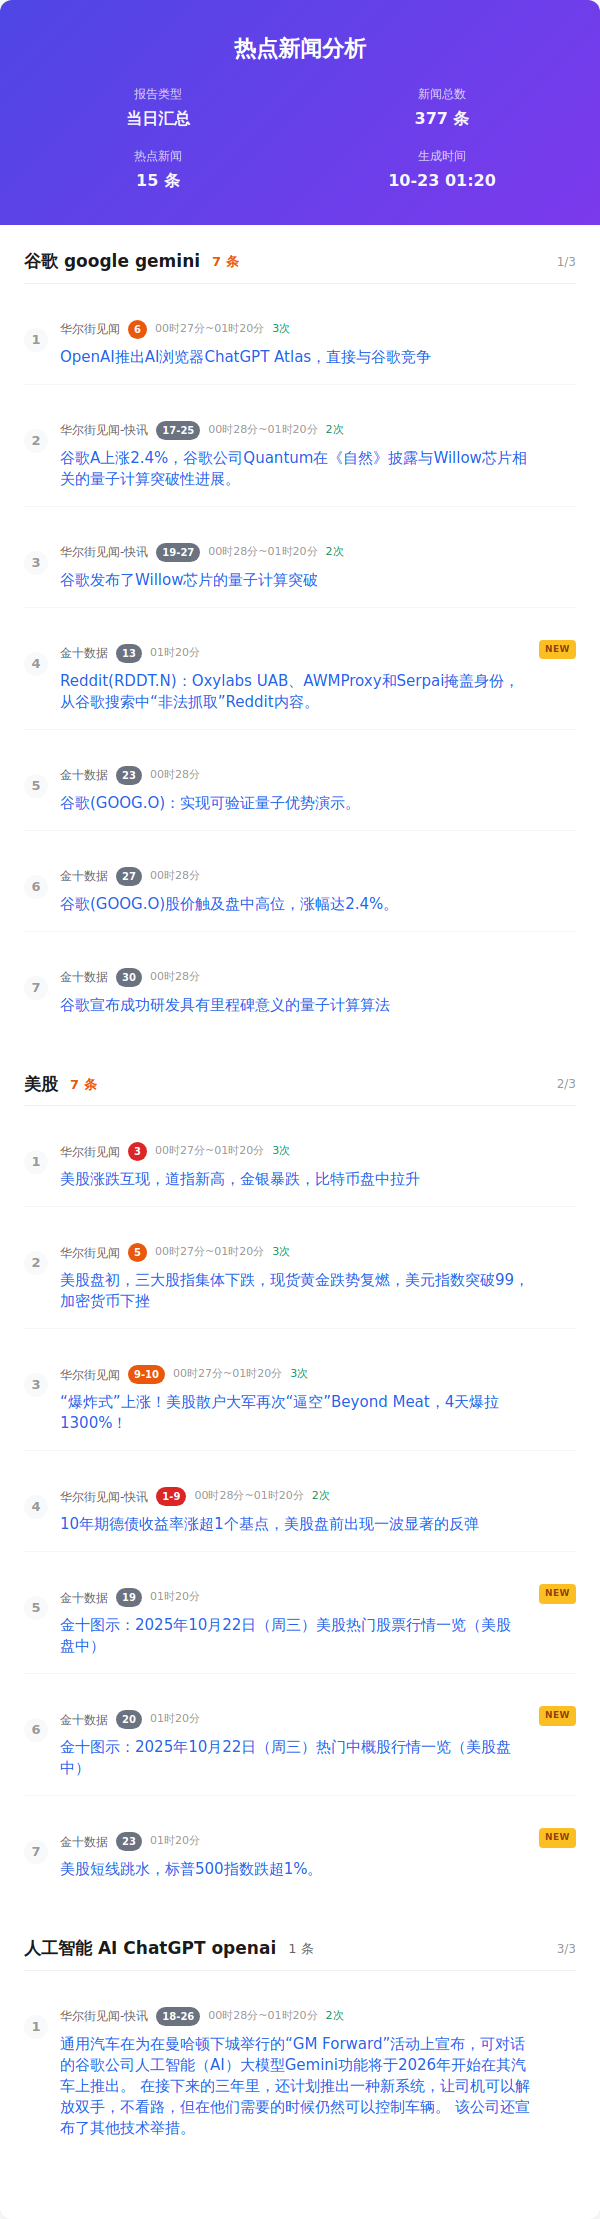 热点新闻分析
报告类型
当日汇总
新闻总数
377 条
热点新闻
15 条
生成时间
10-23 01:20
谷歌 google gemini 7 条 1/3
1
华尔街见闻 6 00时27分~01时20分 3次
OpenAI推出AI浏览器ChatGPT Atlas，直接与谷歌竞争
2
华尔街见闻-快讯 17-25 00时28分~01时20分 2次
谷歌A上涨2.4%，谷歌公司Quantum在《自然》披露与Willow芯片相
关的量子计算突破性进展。
3
华尔街见闻-快讯 19-27 00时28分~01时20分 2次
谷歌发布了Willow芯片的量子计算突破
4
金十数据 13 01时20分 NEW
Reddit(RDDT.N)：Oxylabs UAB、AWMProxy和Serpai掩盖身份，
从谷歌搜索中“非法抓取”Reddit内容。
5
金十数据 23 00时28分
谷歌(GOOG.O)：实现可验证量子优势演示。
6
金十数据 27 00时28分
谷歌(GOOG.O)股价触及盘中高位，涨幅达2.4%。
7
金十数据 30 00时28分
谷歌宣布成功研发具有里程碑意义的量子计算算法
美股 7 条 2/3
1
华尔街见闻 3 00时27分~01时20分 3次
美股涨跌互现，道指新高，金银暴跌，比特币盘中拉升
2
华尔街见闻 5 00时27分~01时20分 3次
美股盘初，三大股指集体下跌，现货黄金跌势复燃，美元指数突破99，
加密货币下挫
3
华尔街见闻 9-10 00时27分~01时20分 3次
“爆炸式”上涨！美股散户大军再次“逼空”Beyond Meat，4天爆拉
1300%！
4
华尔街见闻-快讯 1-9 00时28分~01时20分 2次
10年期德债收益率涨超1个基点，美股盘前出现一波显著的反弹
5
金十数据 19 01时20分 NEW
金十图示：2025年10月22日（周三）美股热门股票行情一览（美股
盘中）
6
金十数据 20 01时20分 NEW
金十图示：2025年10月22日（周三）热门中概股行情一览（美股盘
中）
7
金十数据 23 01时20分 NEW
美股短线跳水，标普500指数跌超1%。
人工智能 AI ChatGPT openai 1 条 3/3
1
华尔街见闻-快讯 18-26 00时28分~01时20分 2次
通用汽车在为在曼哈顿下城举行的“GM Forward”活动上宣布，可对话
的谷歌公司人工智能（AI）大模型Gemini功能将于2026年开始在其汽
车上推出。 在接下来的三年里，还计划推出一种新系统，让司机可以解
放双手，不看路，但在他们需要的时候仍然可以控制车辆。 该公司还宣
布了其他技术举措。